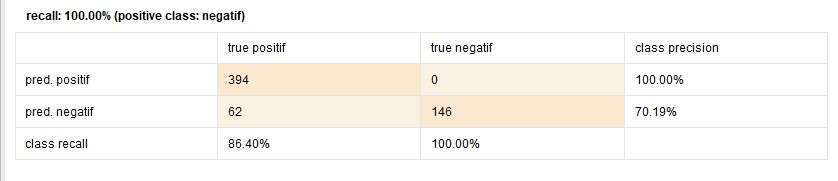 recall: 100.00% (positive class: negatif)
true positif true negatif class precision
pred. positif 394 0 100.00%
pred. negatif 62 146 70.19%
class recall 86.40% 100.00%